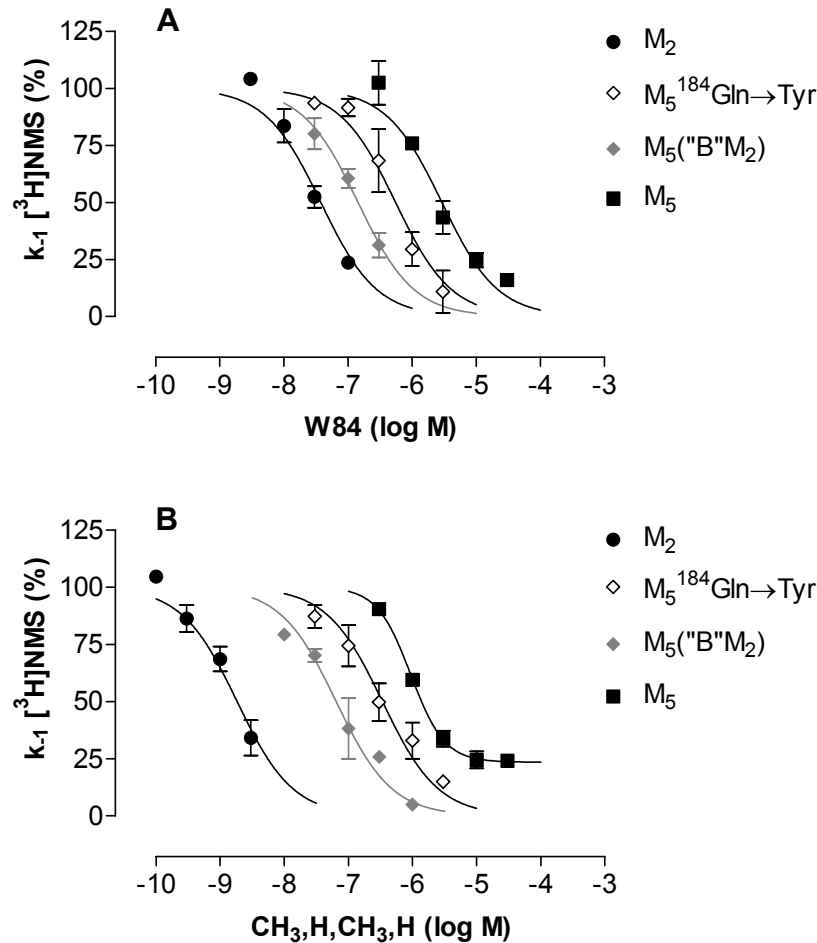 A
125
100
75
50
25
0
k₋₁ [³H]NMS (%)
-10 -9 -8 -7 -6 -5 -4 -3
W84 (log M)
M₂
M₅¹⁸⁴Gln→Tyr
M₅("B"M₂)
M₅
B
125
100
75
50
25
0
k₋₁ [³H]NMS (%)
-10 -9 -8 -7 -6 -5 -4 -3
CH₃,H,CH₃,H (log M)
M₂
M₅¹⁸⁴Gln→Tyr
M₅("B"M₂)
M₅